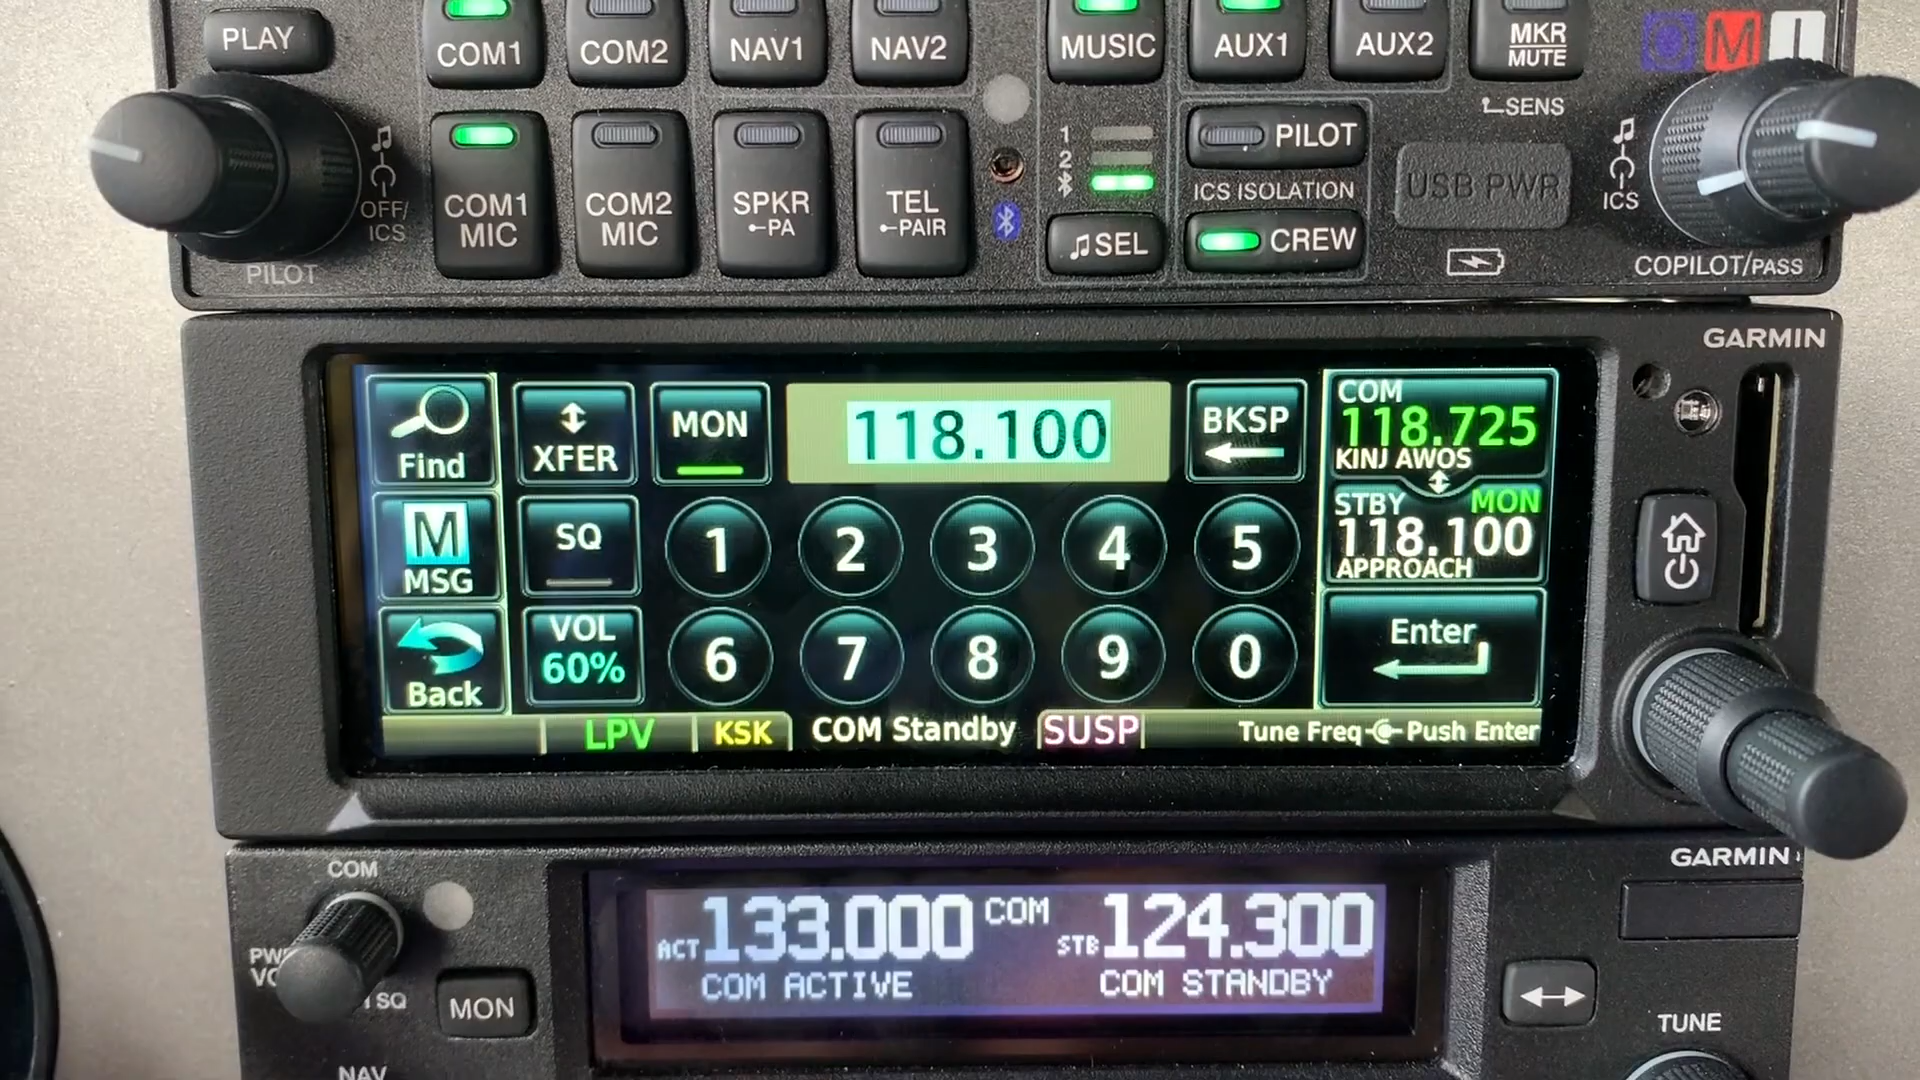 PLAY
COM1
COM2
NAV1
NAV2
MUSIC
AUX1
AUX2
MKR
MUTE
M
SENS
OFF/
ICS
PILOT
COM1
MIC
COM2
MIC
SPKR
PA
TEL
PAIR
1
2
SEL
PILOT
ICS ISOLATION
CREW
USB PWR
ICS
COPILOT/PASS
GARMIN
Find
XFER
MON
118.100
BKSP
COM
118.725
KINJ AWOS
M
MSG
SQ
1
2
3
4
5
STBY MON
118.100
APPROACH
Back
VOL
60%
6
7
8
9
0
Enter
LPV
KSK
COM Standby
SUSP
Tune Freq Push Enter
GARMIN
COM
SQ
MON
NAV
ACT 133.000 COM STB 124.300
COM ACTIVE COM STANDBY
TUNE